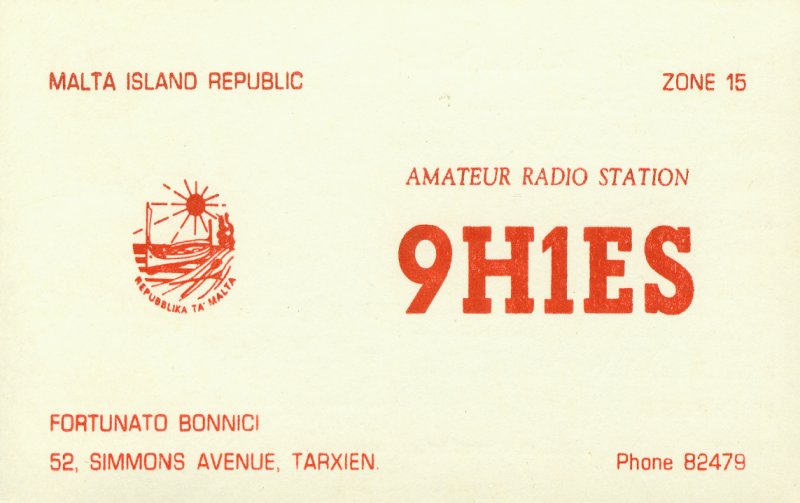 MALTA ISLAND REPUBLIC
ZONE 15
AMATEUR RADIO STATION
9H1ES
REPUBBLIKA TA' MALTA
FORTUNATO BONNICI
52, SIMMONS AVENUE, TARXIEN.
Phone 82479